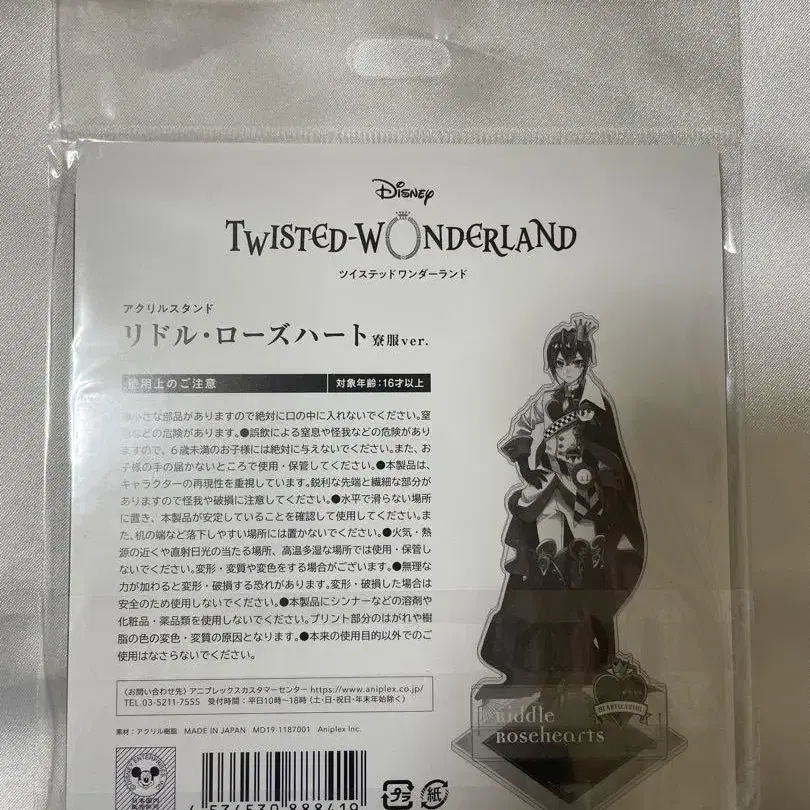 Disney
TWISTED-WONDERLAND
ツイステッドワンダーランド
アクリルスタンド
リドル・ローズハート 寮服ver.
使用上のご注意 対象年齢:16才以上
小さな部品がありますので絶対に口の中に入れないでください。窒
息などの危険があります。●誤飲による窒息や怪我などの危険があり
ますので、6歳未満のお子様には絶対に与えないでください。また、お
子様の手の届かないところで使用・保管してください。●本製品は、
キャラクターの再現性を重視しています。鋭利な先端と繊細な部分が
ありますので怪我や破損に注意してください。●水平で滑らない場所
に置き、本製品が安定していることを確認して使用してください。ま
た、机の端など落下しやすい場所には置かないでください。●火気・熱
源の近くや直射日光の当たる場所、高温多湿な場所では使用・保管し
ないでください。変形・変質や変色をする場合がございます。●無理な
力が加わると変形・破損する恐れがあります。変形・破損した場合は
安全のため使用しないでください。●本製品にシンナーなどの溶剤や
化粧品・薬品類を使用しないでください。プリント部分のはがれや樹
脂の色の変色・変質の原因となります。●本来の使用目的以外でのご
使用はなさらないでください。
〈お問い合わせ先〉アニプレックスカスタマーセンター https://www.aniplex.co.jp/
TEL.03-5211-7555 受付時間:平日10時~18時(土・日・祝日・年末年始除く)
素材:アクリル樹脂 MADE IN JAPAN MD19-1187001 Aniplex Inc.
HEARTSLABYUL
Riddle
Rosehearts
日本国内
プラ 紙
4 534530 888419